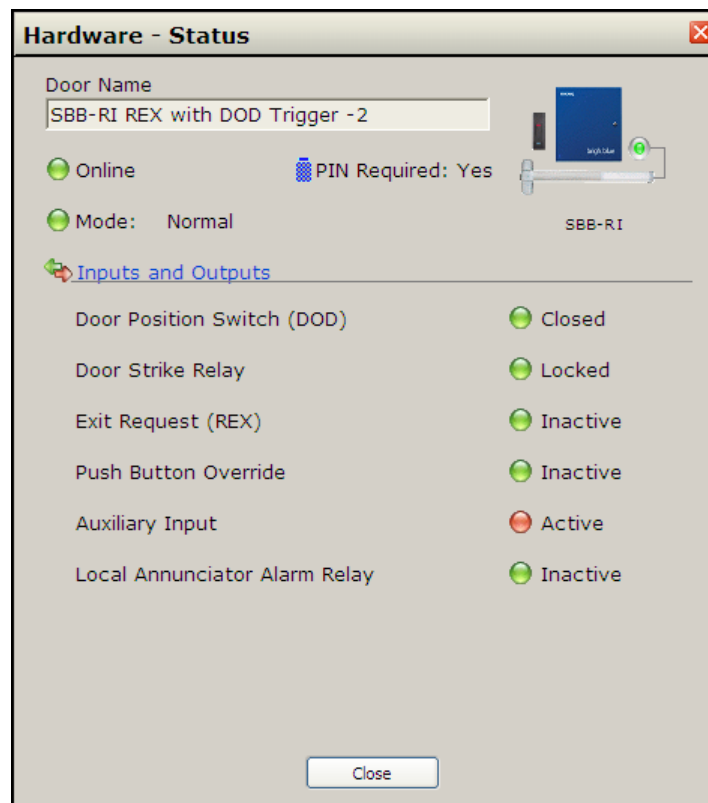 Hardware - Status
Door Name
SBB-RI REX with DOD Trigger -2
Online PIN Required: Yes
bright blue
Mode: Normal
SBB-RI
Inputs and Outputs
Door Position Switch (DOD) Closed
Door Strike Relay Locked
Exit Request (REX) Inactive
Push Button Override Inactive
Auxiliary Input Active
Local Annunciator Alarm Relay Inactive
Close